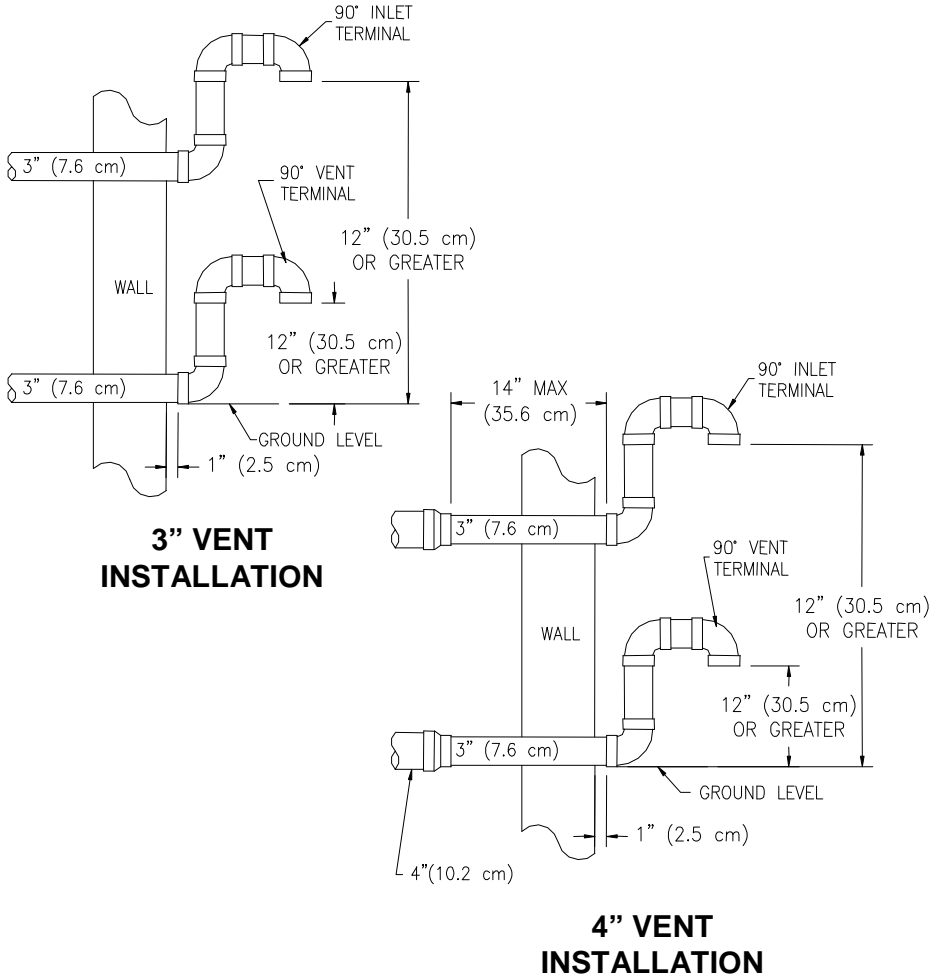 90° INLET
TERMINAL
3” (7.6 cm)
90° VENT
TERMINAL
12” (30.5 cm)
OR GREATER
WALL
12” (30.5 cm)
OR GREATER
3” (7.6 cm)
GROUND LEVEL
1” (2.5 cm)
3” VENT
INSTALLATION
14” MAX
(35.6 cm)
90° INLET
TERMINAL
3” (7.6 cm)
90° VENT
TERMINAL
12” (30.5 cm)
OR GREATER
WALL
12” (30.5 cm)
OR GREATER
3” (7.6 cm)
GROUND LEVEL
1” (2.5 cm)
4”(10.2 cm)
4” VENT
INSTALLATION